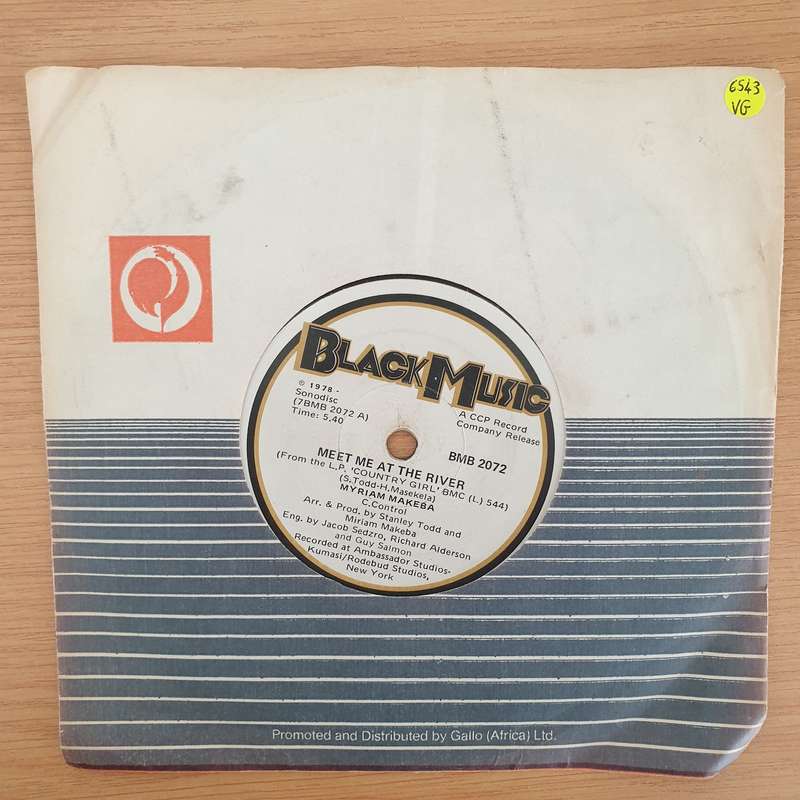 6543
VG
BLACK MUSIC
℗ 1978 -
Sonodisc
(7BMB 2072 A)
Time: 5.40
A CCP Record
Company Release
BMB 2072
MEET ME AT THE RIVER
(From the L.P. 'COUNTRY GIRL' BMC (L) 544)
(S.Todd-H.Masekela)
MYRIAM MAKEBA
C.Control
Arr. & Prod. by Stanley Todd and
Miriam Makeba
Eng. by Jacob Sedzro, Richard Alderson
and Guy Salmon
Recorded at Ambassador Studios-
Kumasi/Rodebud Studios,
New York
Promoted and Distributed by Gallo (Africa) Ltd.